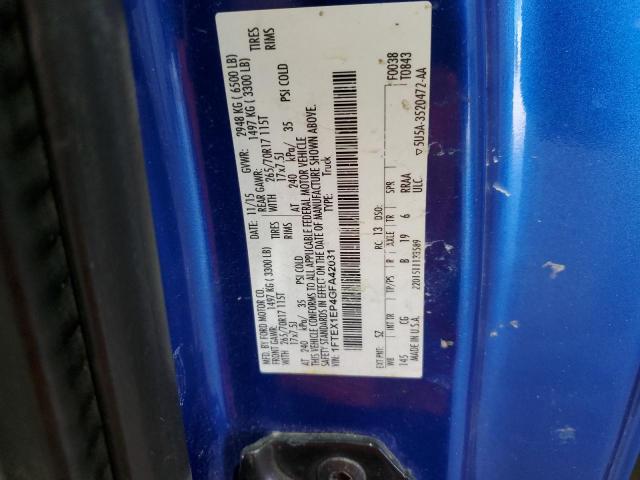 MFD. BY FORD MOTOR CO.
DATE: 11/15 GVWR: 2948 KG ( 6500 LB)
FRONT GAWR: 1497 KG ( 3300 LB) REAR GAWR: 1497 KG ( 3300 LB)
WITH 265/70R17 115T TIRES WITH 265/70R17 115T TIRES
17x7.5J RIMS 17x7.5J RIMS
AT 240 kPa/ 35 PSI COLD AT 240 kPa/ 35 PSI COLD
THIS VEHICLE CONFORMS TO ALL APPLICABLE FEDERAL MOTOR VEHICLE
SAFETY STANDARDS IN EFFECT ON THE DATE OF MANUFACTURE SHOWN ABOVE.
VIN: 1FTEX1EP4GFA42031 TYPE: Truck
F0038
T0843
EXT PNT: SZ RC: 13 DSO:
WB INT TR TP/PS R AXLE TR SPR
145 CG B 19 6 RRAA
MADE IN U.S.A. ULC
▽5U5A-3520472-AA